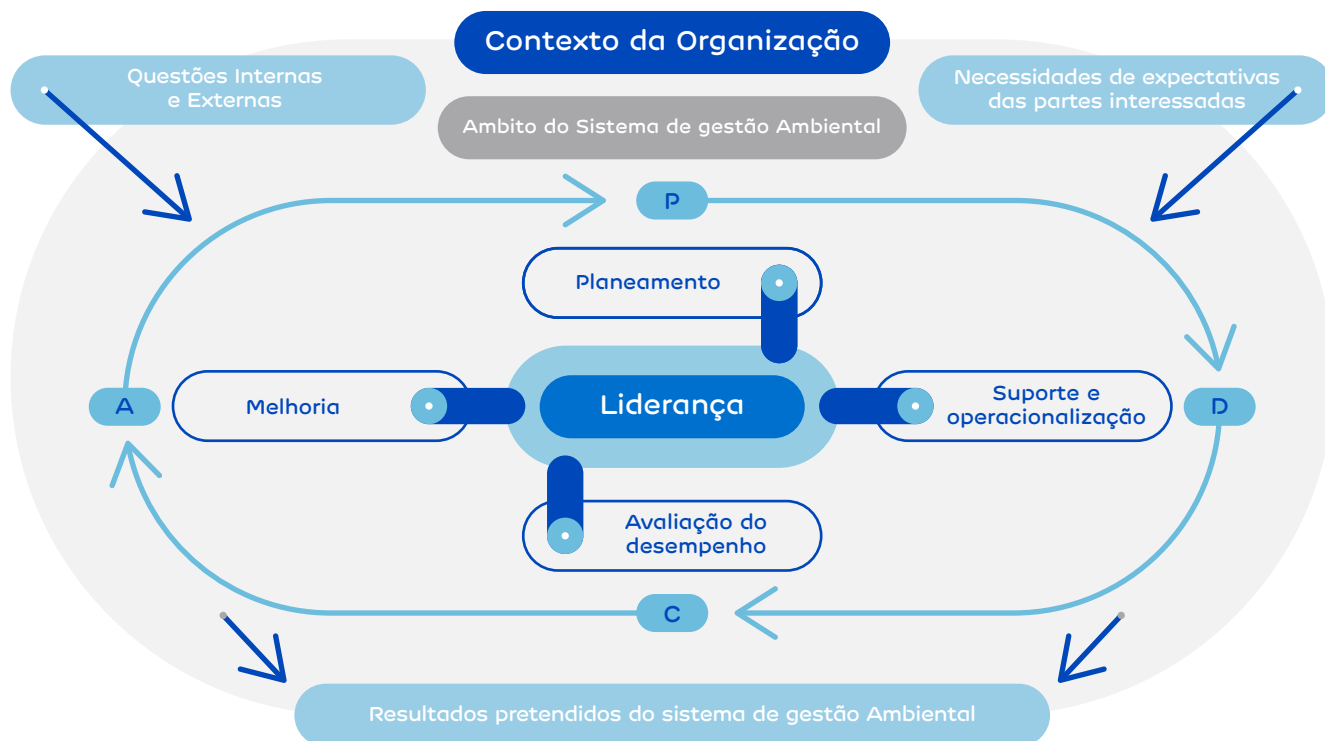 Contexto da Organização
Questões Internas
e Externas
Necessidades de expectativas
das partes interessadas
Ambito do Sistema de gestão Ambiental
P
Planeamento
A
Melhoria
Liderança
Suporte e
operacionalização
D
Avaliação do
desempenho
C
Resultados pretendidos do sistema de gestão Ambiental